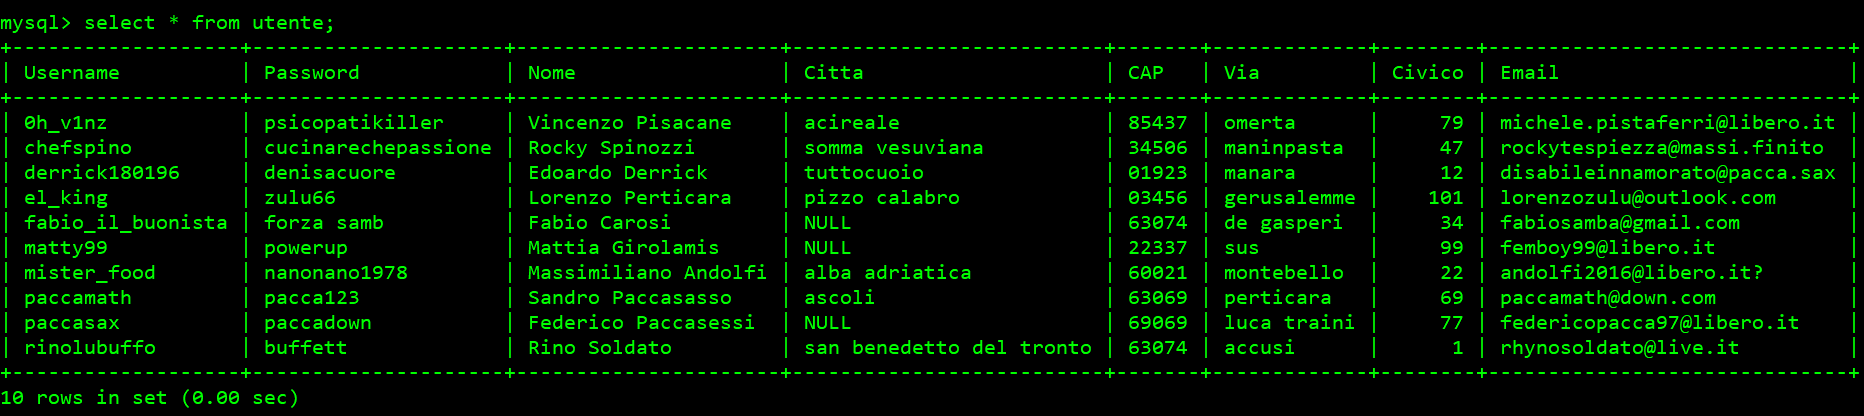 mysql> select * from utente;
+-------------------+---------------------+----------------------+--------------------------+-------+-------------+--------+------------------------------+
| Username          | Password            | Nome                 | Citta                    | CAP   | Via         | Civico | Email                        |
+-------------------+---------------------+----------------------+--------------------------+-------+-------------+--------+------------------------------+
| 0h_v1nz           | psicopatikiller     | Vincenzo Pisacane    | acireale                 | 85437 | omerta      |     79 | michele.pistaferri@libero.it |
| chefspino         | cucinarechepassione | Rocky Spinozzi       | somma vesuviana          | 34506 | maninpasta  |     47 | rockytespiezza@massi.finito  |
| derrick180196     | denisacuore         | Edoardo Derrick      | tuttocuoio               | 01923 | manara      |     12 | disabileinnamorato@pacca.sax |
| el_king           | zulu66              | Lorenzo Perticara    | pizzo calabro            | 03456 | gerusalemme |    101 | lorenzozulu@outlook.com      |
| fabio_il_buonista | forza samb          | Fabio Carosi         | NULL                     | 63074 | de gasperi  |     34 | fabiosamba@gmail.com         |
| matty99           | powerup             | Mattia Girolamis     | NULL                     | 22337 | sus         |     99 | femboy99@libero.it           |
| mister_food       | nanonano1978        | Massimiliano Andolfi | alba adriatica           | 60021 | montebello  |     22 | andolfi2016@libero.it?       |
| paccamath         | pacca123            | Sandro Paccasasso    | ascoli                   | 63069 | perticara   |     69 | paccamath@down.com           |
| paccasax          | paccadown           | Federico Paccasessi  | NULL                     | 69069 | luca traini |     77 | federicopacca97@libero.it    |
| rinolubuffo       | buffett             | Rino Soldato         | san benedetto del tronto | 63074 | accusi      |      1 | rhynosoldato@live.it         |
+-------------------+---------------------+----------------------+--------------------------+-------+-------------+--------+------------------------------+
10 rows in set (0.00 sec)